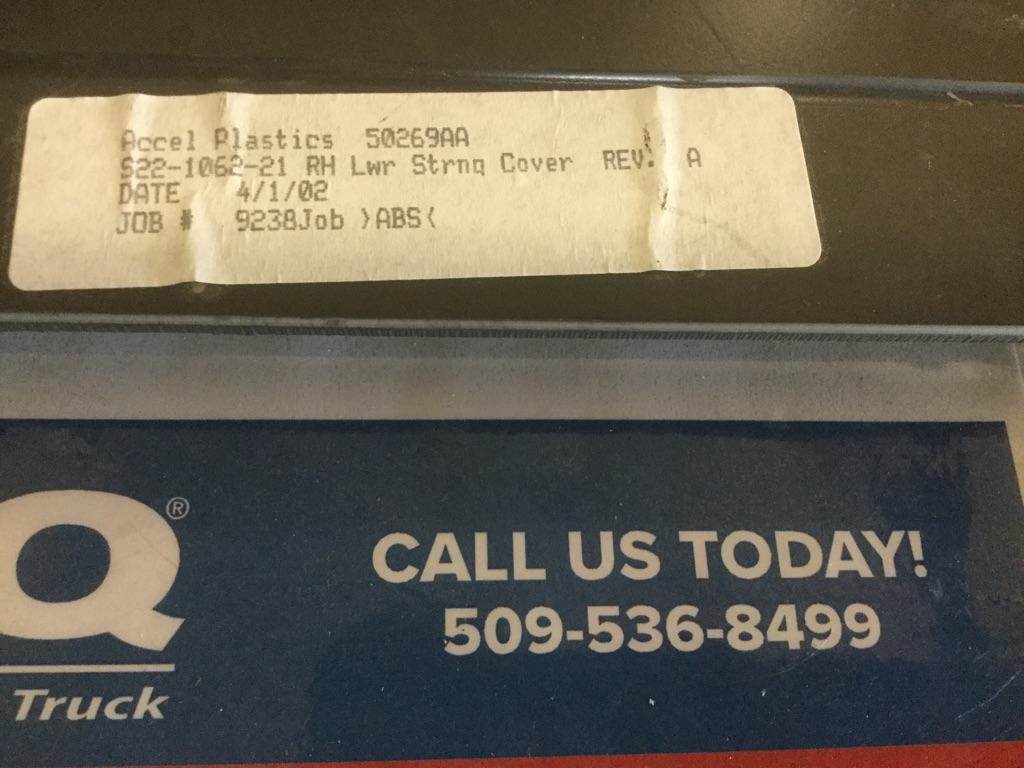 Accel Plastics 50269AA
S22-1062-21 RH Lwr Strng Cover REV: A
DATE 4/1/02
JOB # 9238Job >ABS<
Q®
Truck
CALL US TODAY!
509-536-8499